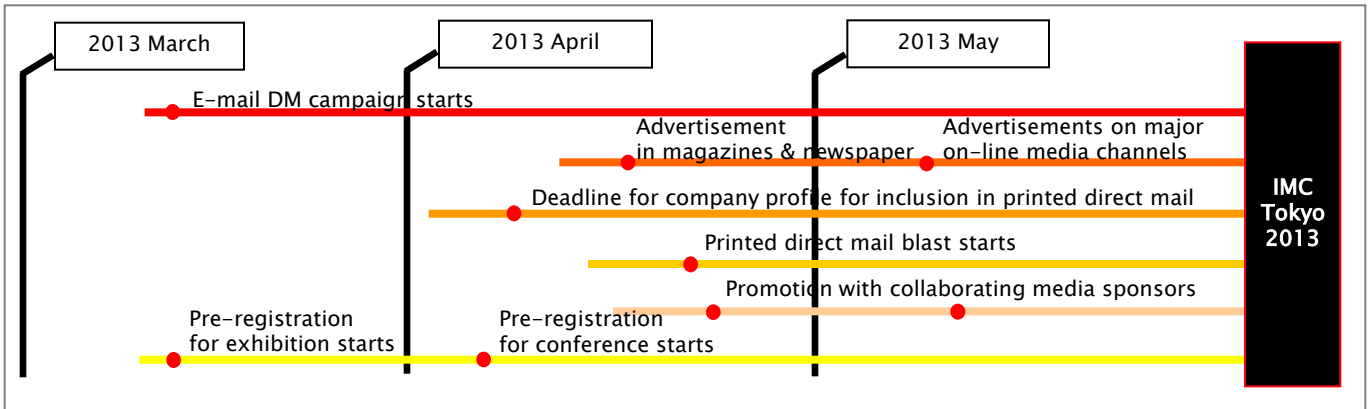 2013 March
2013 April
2013 May
E-mail DM campaign starts
Advertisement
in magazines & newspaper
Advertisements on major
on-line media channels
Deadline for company profile for inclusion in printed direct mail
Printed direct mail blast starts
Promotion with collaborating media sponsors
Pre-registration
for exhibition starts
Pre-registration
for conference starts
IMC
Tokyo
2013